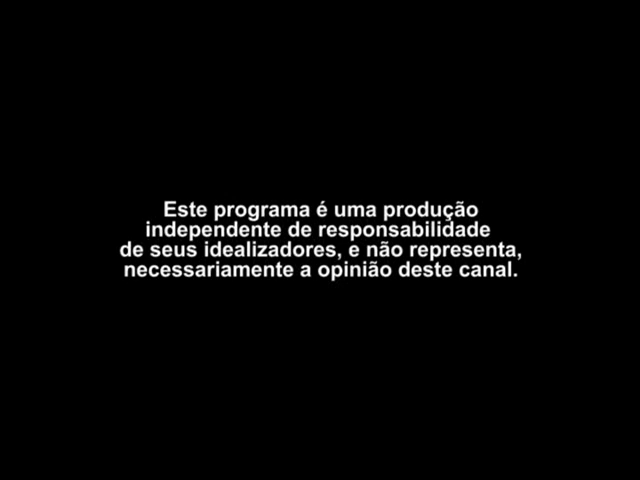 Este programa é uma produção
independente de responsabilidade
de seus idealizadores, e não representa,
necessariamente a opinião deste canal.